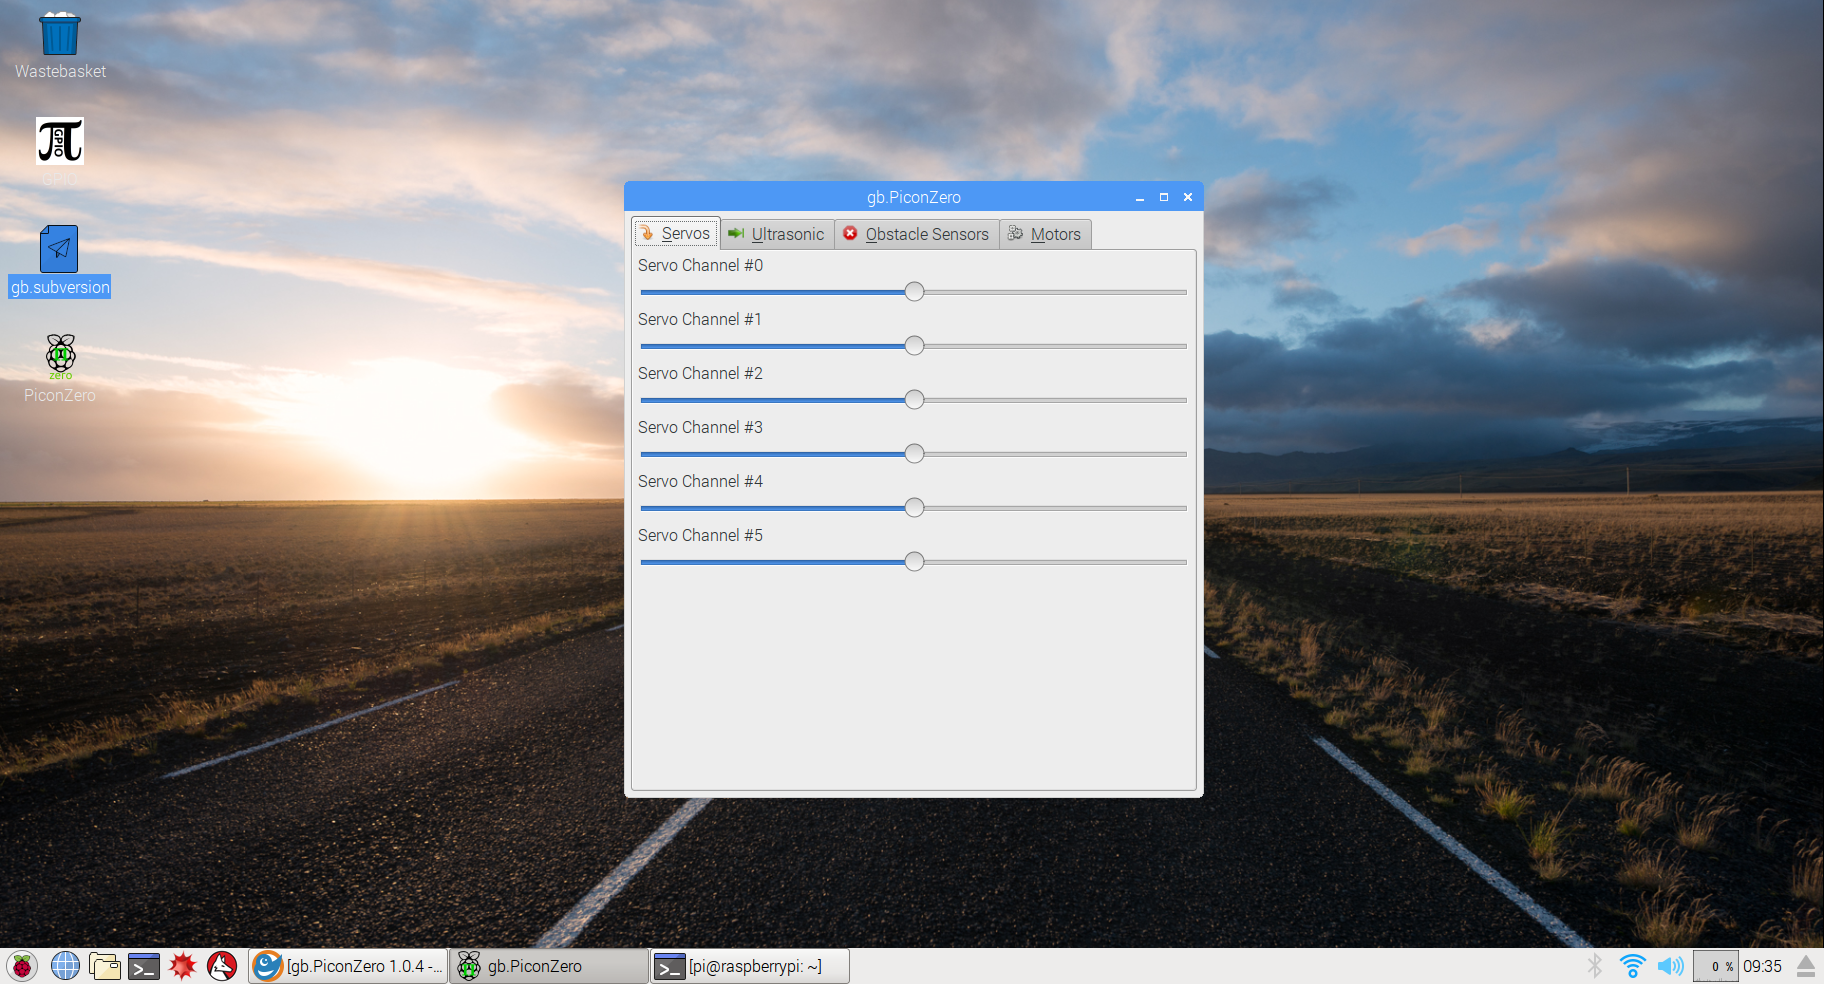 Wastebasket
GPIO
gb.subversion
zero
PiconZero
gb.PiconZero
Servos
Ultrasonic
Obstacle Sensors
Motors
Servo Channel #0
Servo Channel #1
Servo Channel #2
Servo Channel #3
Servo Channel #4
Servo Channel #5
[gb.PiconZero 1.0.4 -...
gb.PiconZero
[pi@raspberrypi: ~]
0 %
09:35